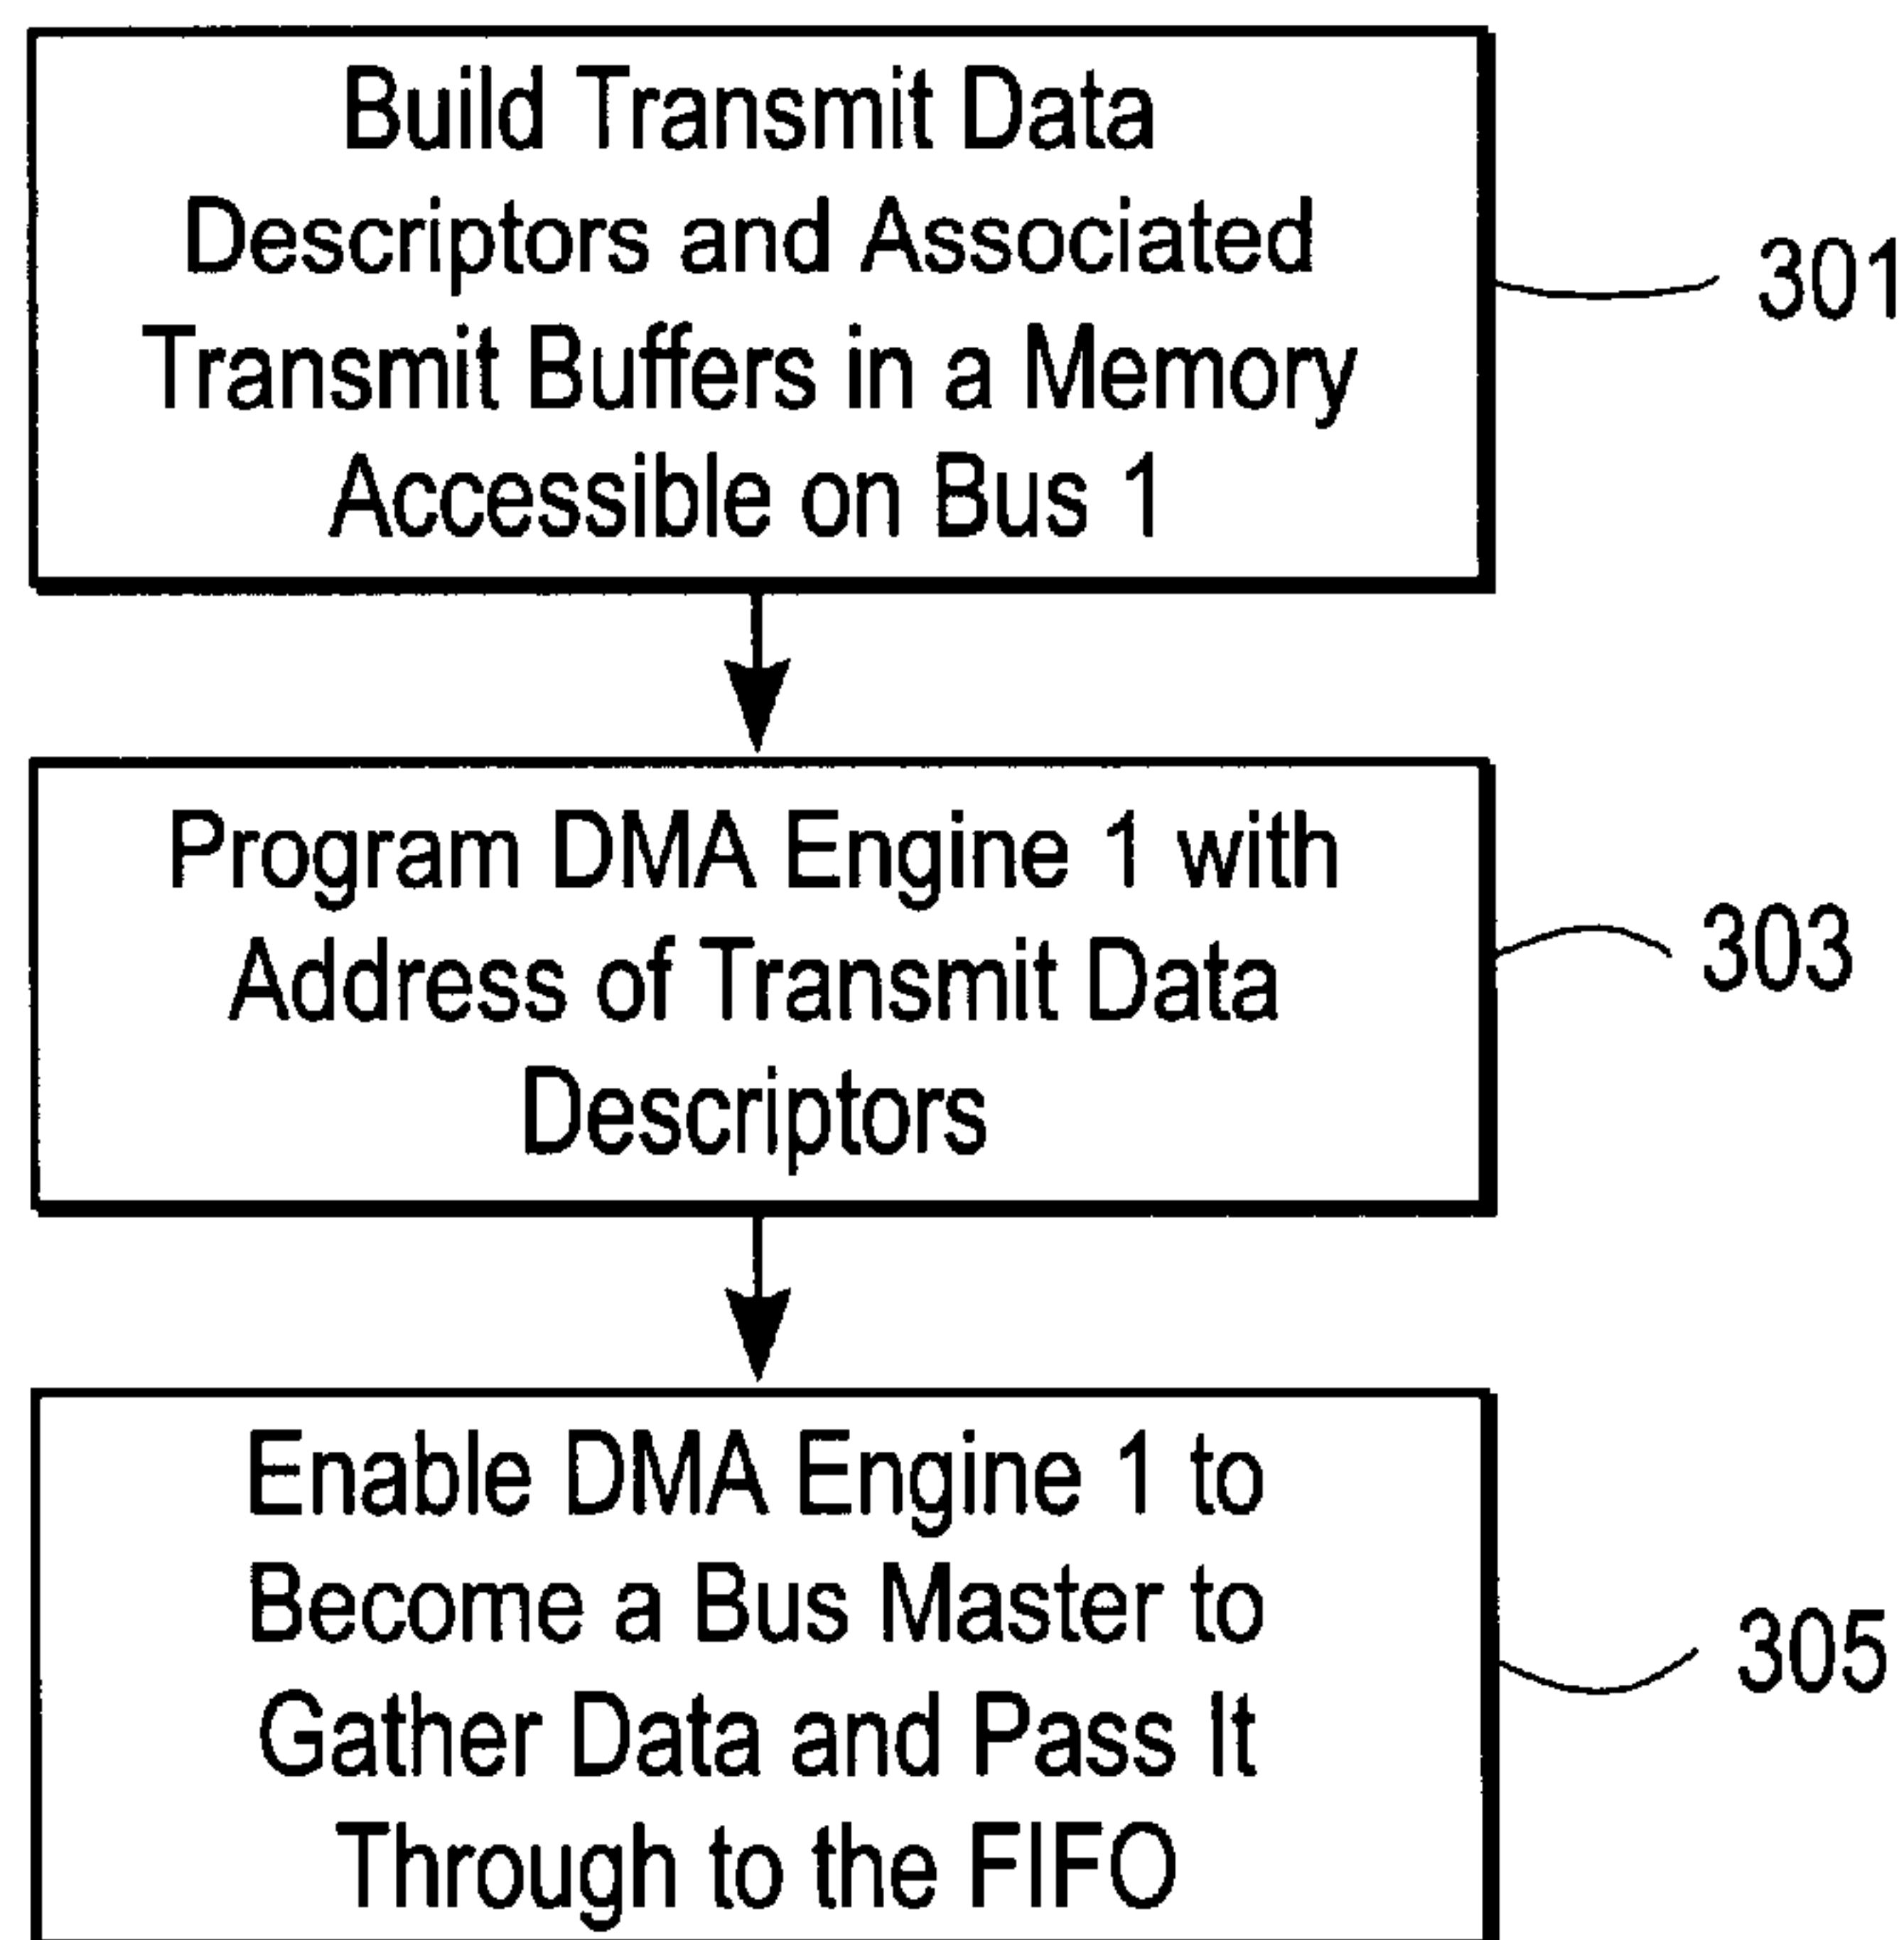 Build Transmit Data
Descriptors and Associated
Transmit Buffers in a Memory
Accessible on Bus 1
301
Program DMA Engine 1 with
Address of Transmit Data
Descriptors
303
Enable DMA Engine 1 to
Become a Bus Master to
Gather Data and Pass It
Through to the FIFO
305